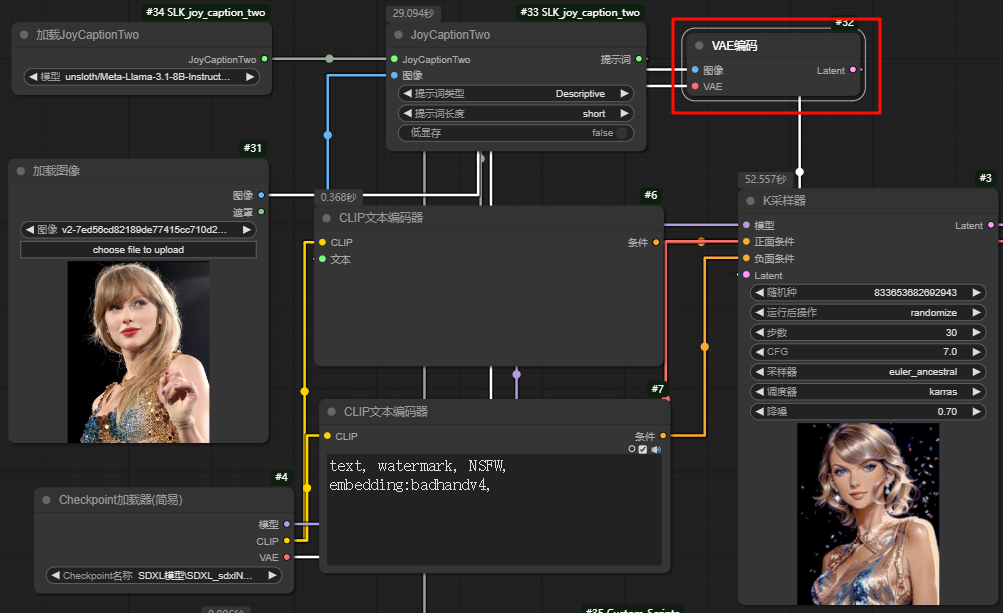 #34 SLK_joy_caption_two
加载JoyCaptionTwo
JoyCaptionTwo
模型 unsloth/Meta-Llama-3.1-8B-Instruct...
29.094秒
#33 SLK_joy_caption_two
JoyCaptionTwo
JoyCaptionTwo
提示词
图像
提示词类型 Descriptive
提示词长度 short
低显存 false
#32
VAE编码
图像
Latent
VAE
#31
加载图像
图像
遮罩
图像 v2-7ed56cd82189de77415cc710d2...
choose file to upload
0.368秒
#6
CLIP文本编码器
CLIP
条件
文本
#7
CLIP文本编码器
CLIP
条件
text, watermark, NSFW,
embedding:badhandv4,
#4
Checkpoint加载器(简易)
模型
CLIP
VAE
Checkpoint名称 SDXL模型\SDXL_sdxlN...
52.557秒
#3
K采样器
模型
Latent
正面条件
负面条件
Latent
随机种 833653682692943
运行后操作 randomize
步数 30
CFG 7.0
采样器 euler_ancestral
调度器 karras
降噪 0.70
#35 Custom-Scripts